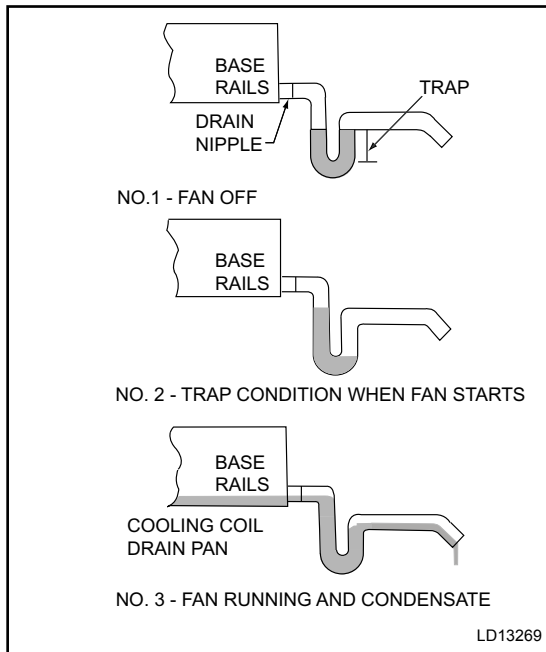 BASE
RAILS
TRAP
DRAIN
NIPPLE
NO.1 - FAN OFF
BASE
RAILS
NO. 2 - TRAP CONDITION WHEN FAN STARTS
BASE
RAILS
COOLING COIL
DRAIN PAN
NO. 3 - FAN RUNNING AND CONDENSATE
LD13269